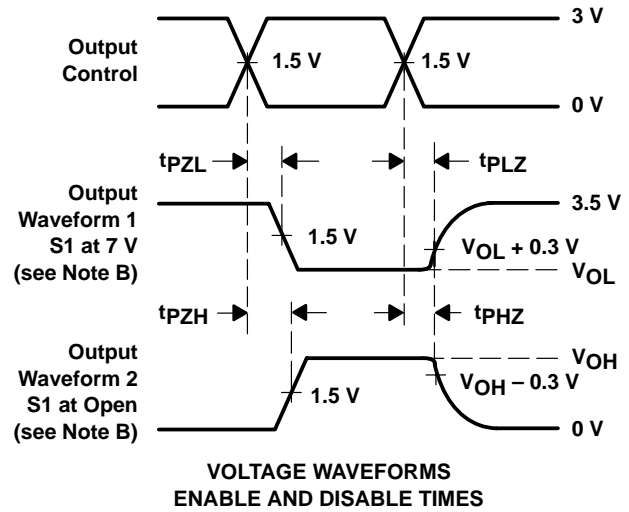 3 V
Output
Control
1.5 V
1.5 V
0 V
tPZL
tPLZ
Output
Waveform 1
S1 at 7 V
(see Note B)
3.5 V
1.5 V
VOL + 0.3 V
VOL
tPZH
tPHZ
Output
Waveform 2
S1 at Open
(see Note B)
VOH
VOH – 0.3 V
1.5 V
0 V
VOLTAGE WAVEFORMS
ENABLE AND DISABLE TIMES